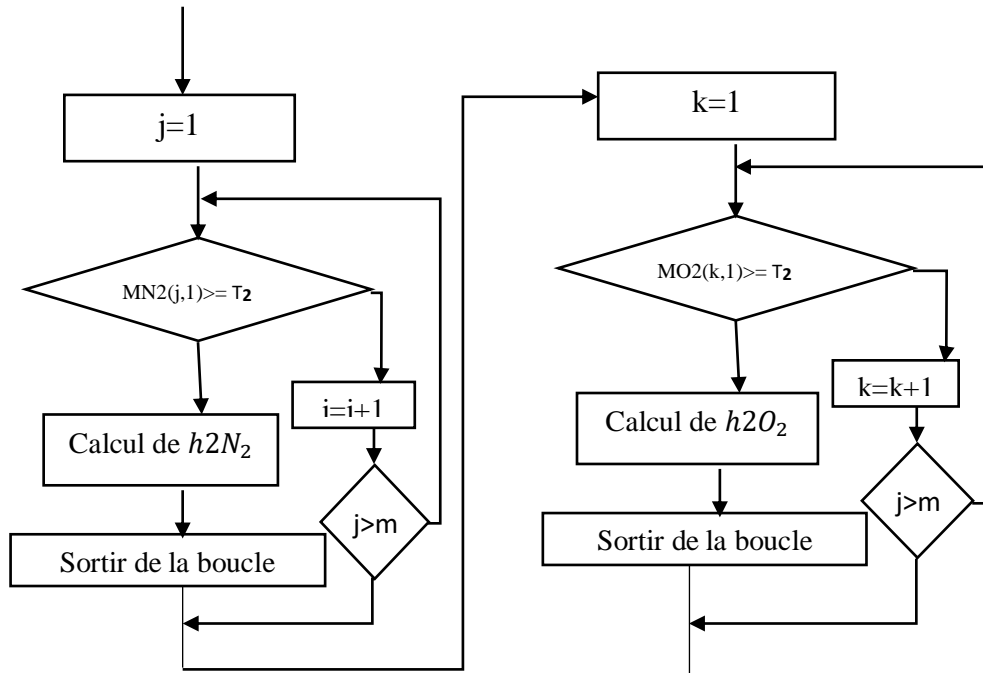 j=1
MN2(j,1)>= T2
j=j+1
Calcul de h2N2
j>m
Sortir de la boucle
k=1
MO2(k,1)>= T2
k=k+1
Calcul de h2O2
j>m
Sortir de la boucle